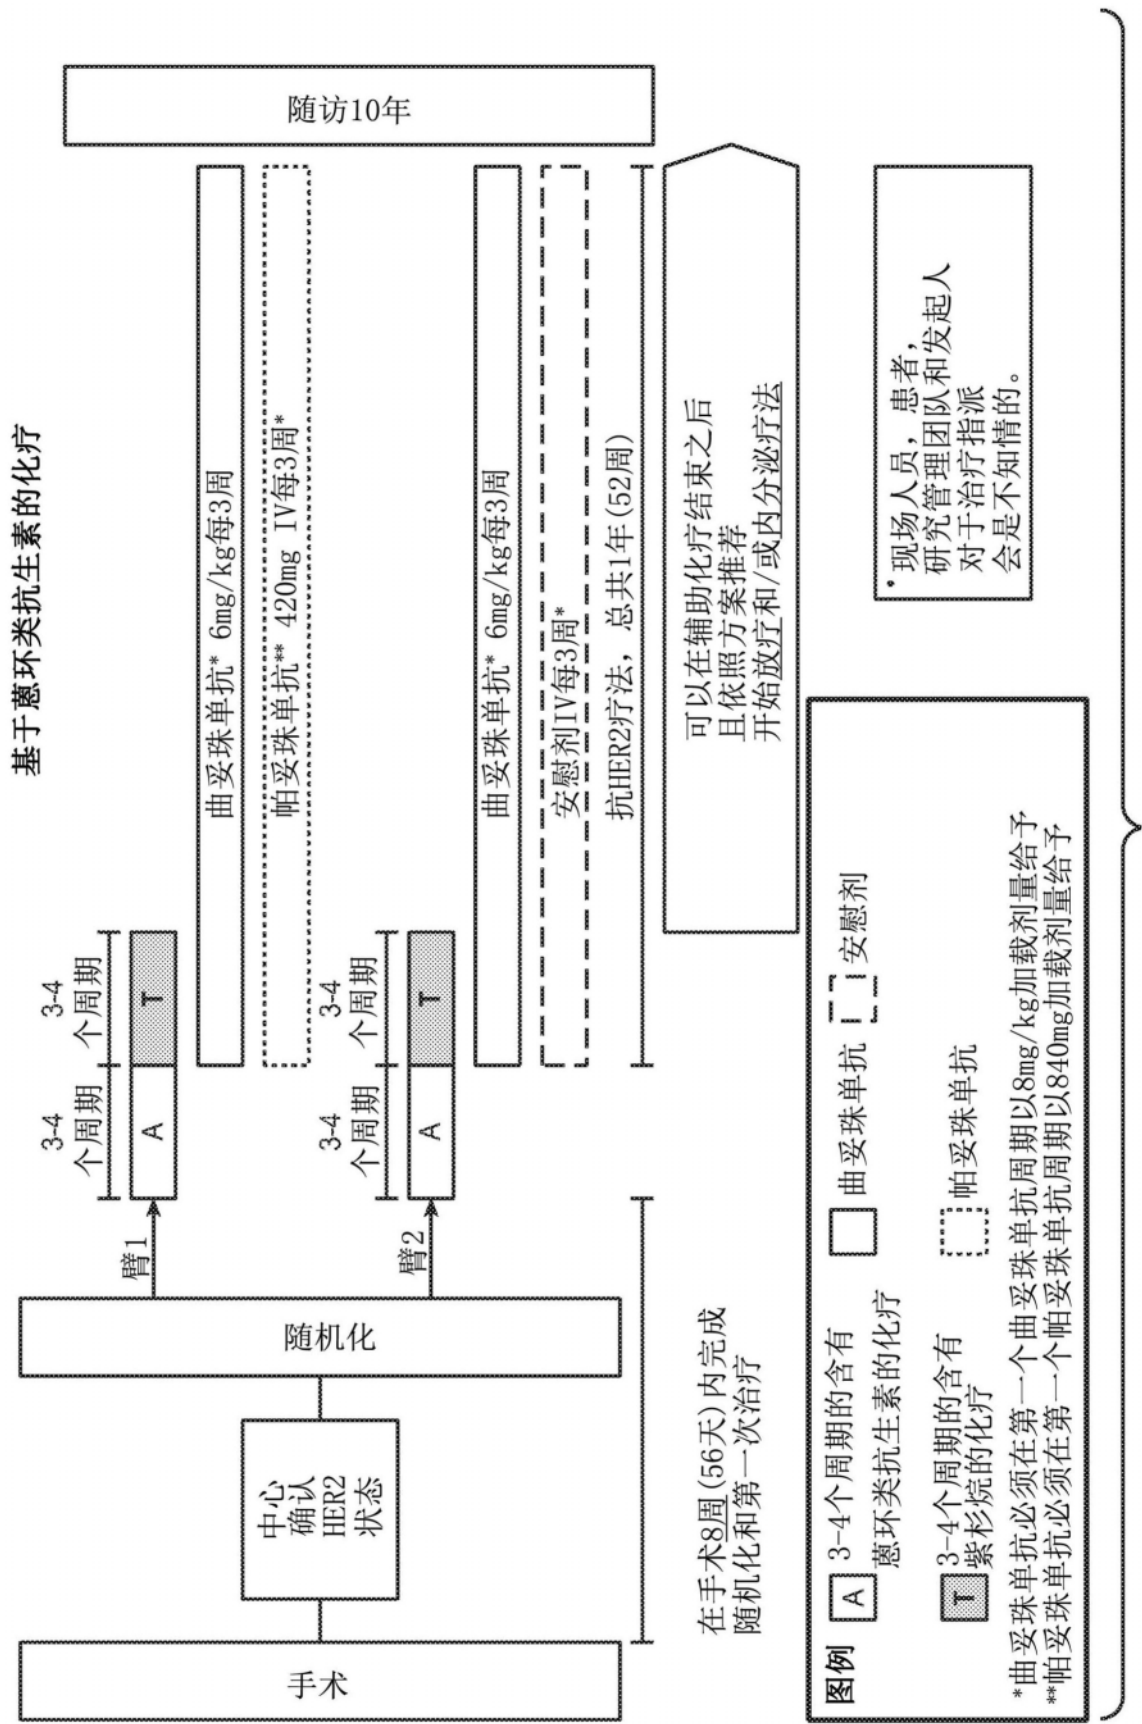 基于蒽环类抗生素的化疗
手术
中心
确认
HER2
状态
随机化
臂1
3-4
个周期
3-4
个周期
A
T
曲妥珠单抗* 6mg/kg每3周
帕妥珠单抗** 420mg IV每3周*
臂2
3-4
个周期
3-4
个周期
A
T
曲妥珠单抗* 6mg/kg每3周
安慰剂IV每3周*
抗HER2疗法，总共1年(52周)
随访10年
在手术8周(56天)内完成
随机化和第一次治疗
可以在辅助化疗结束之后
且依照方案推荐
开始放疗和/或内分泌疗法
图例
A
3-4个周期的含有
蒽环类抗生素的化疗
曲妥珠单抗
安慰剂
T
3-4个周期的含有
紫杉烷的化疗
帕妥珠单抗
*曲妥珠单抗必须在第一个曲妥珠单抗周期以8mg/kg加载剂量给予
**帕妥珠单抗必须在第一个帕妥珠单抗周期以840mg加载剂量给予
*现场人员，患者，
研究管理团队和发起人
对于治疗指派
会是不知情的。